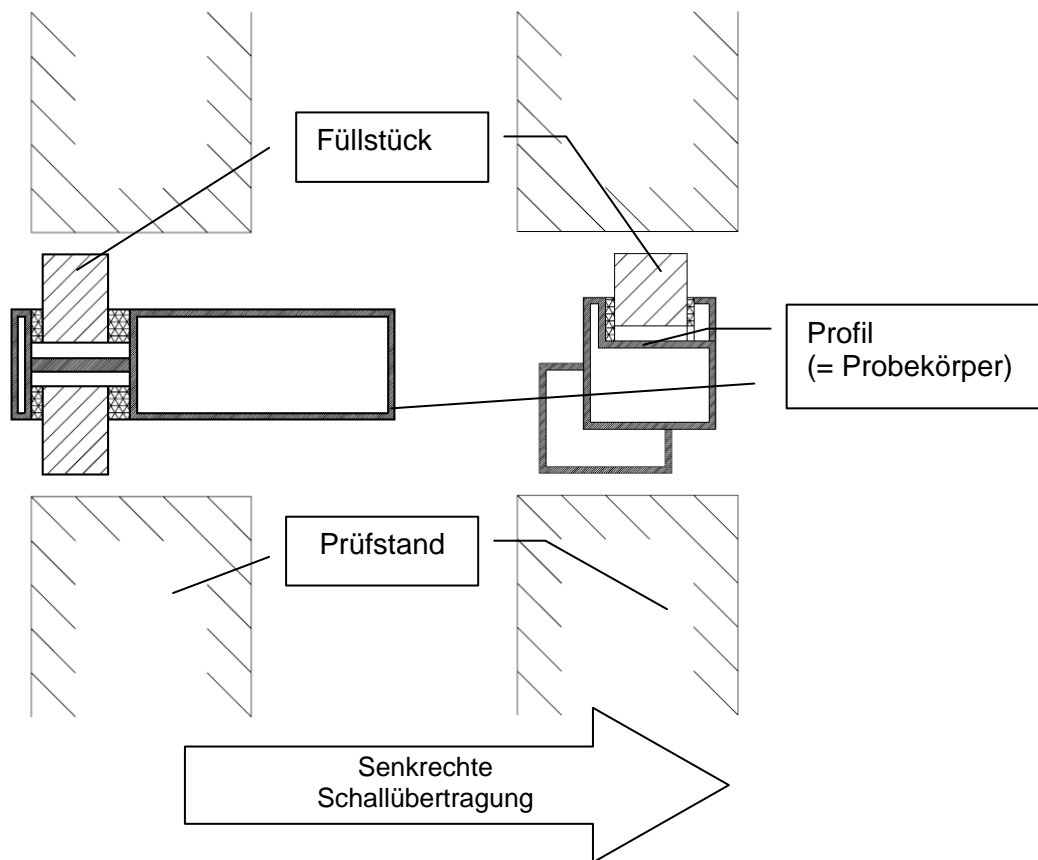 Füllstück
Profil
(= Probekörper)
Prüfstand
Senkrechte
Schallübertragung